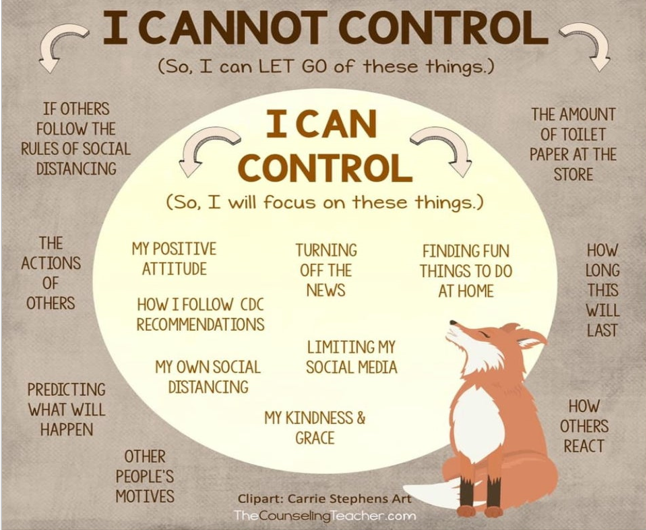 I CANNOT CONTROL
(So, I can LET GO of these things.)
IF OTHERS
FOLLOW THE
RULES OF SOCIAL
DISTANCING
THE AMOUNT
OF TOILET
PAPER AT THE
STORE
I CAN
CONTROL
(So, I will focus on these things.)
THE
ACTIONS
OF
OTHERS
MY POSITIVE
ATTITUDE
TURNING
OFF THE
NEWS
FINDING FUN
THINGS TO DO
AT HOME
HOW
LONG
THIS
WILL
LAST
HOW I FOLLOW CDC
RECOMMENDATIONS
LIMITING MY
SOCIAL MEDIA
MY OWN SOCIAL
DISTANCING
PREDICTING
WHAT WILL
HAPPEN
MY KINDNESS &
GRACE
HOW
OTHERS
REACT
OTHER
PEOPLE'S
MOTIVES
Clipart: Carrie Stephens Art
TheCounselingTeacher.com